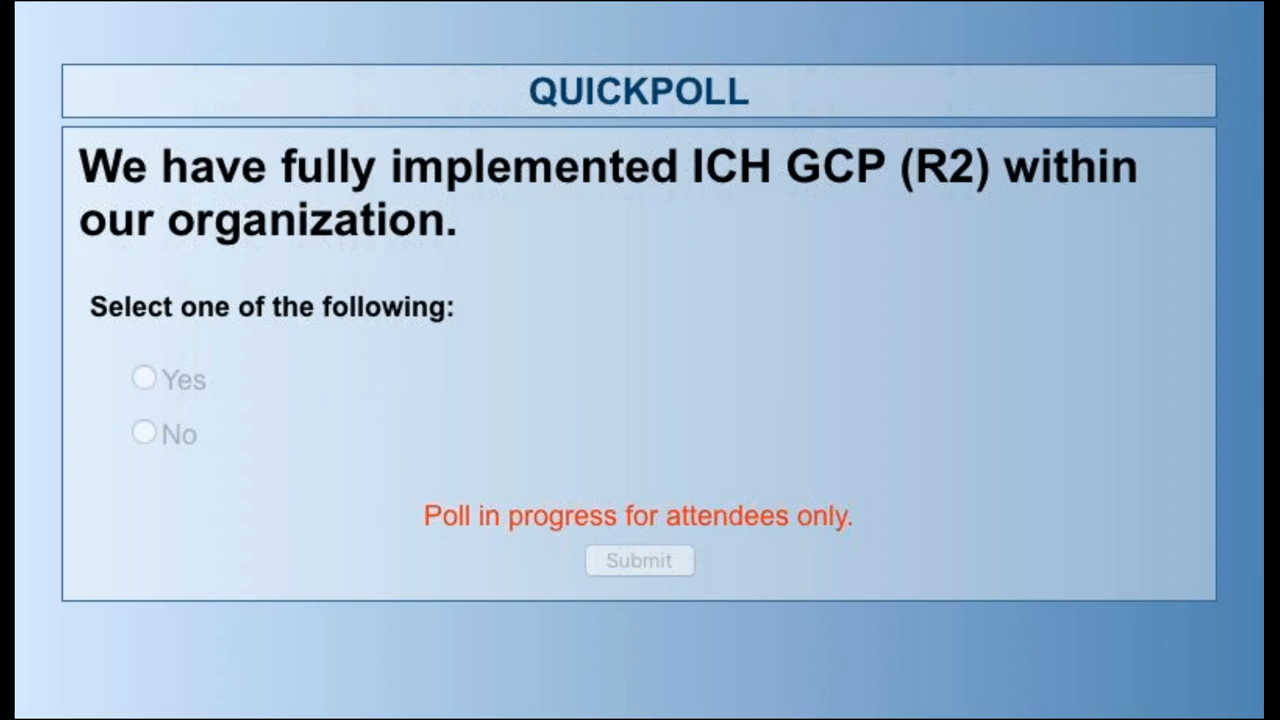 QUICKPOLL
We have fully implemented ICH GCP (R2) within
our organization.
Select one of the following:
Yes
No
Poll in progress for attendees only.
Submit